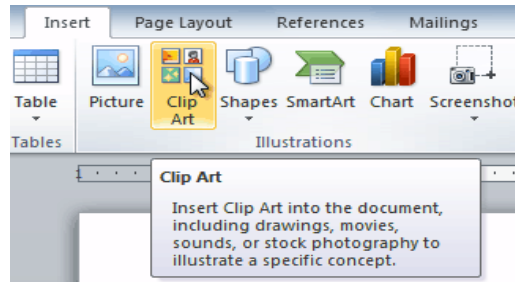 Insert Page Layout References Mailings
Table Picture Clip Art Shapes SmartArt Chart Screenshot
Tables Illustrations
1
Clip Art
Insert Clip Art into the document,
including drawings, movies,
sounds, or stock photography to
illustrate a specific concept.